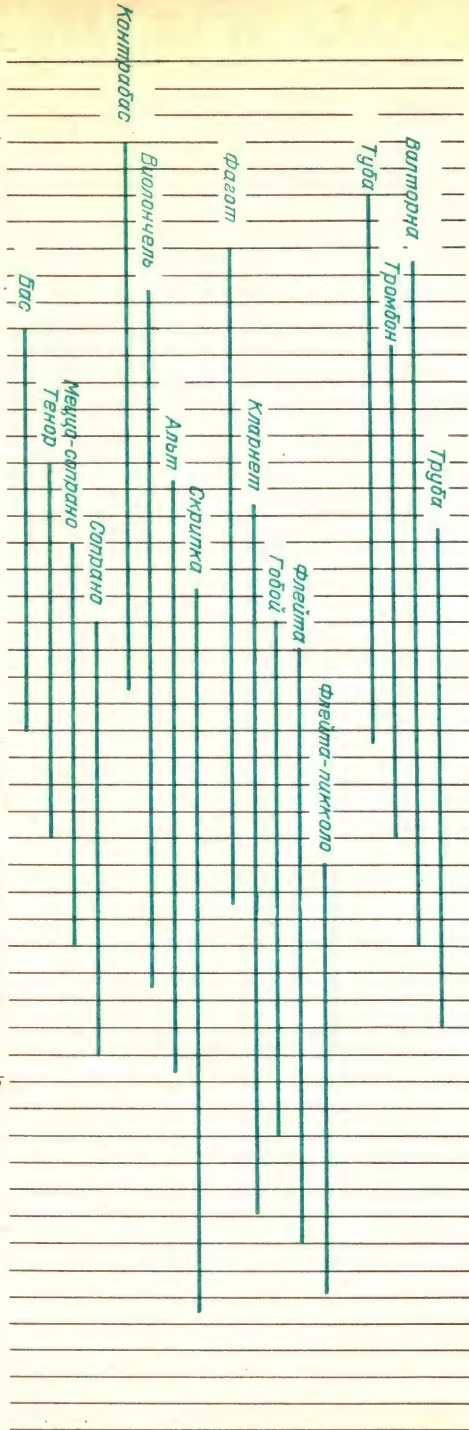 Труба
Валторна
Тромбон
Туба
Флейта-пикколо
Флейта
Гобой
Кларнет
Фагот
Скрипка
Альт
Виолончель
Контрабас
Сопрано
Меццо-сопрано
Тенор
Бас